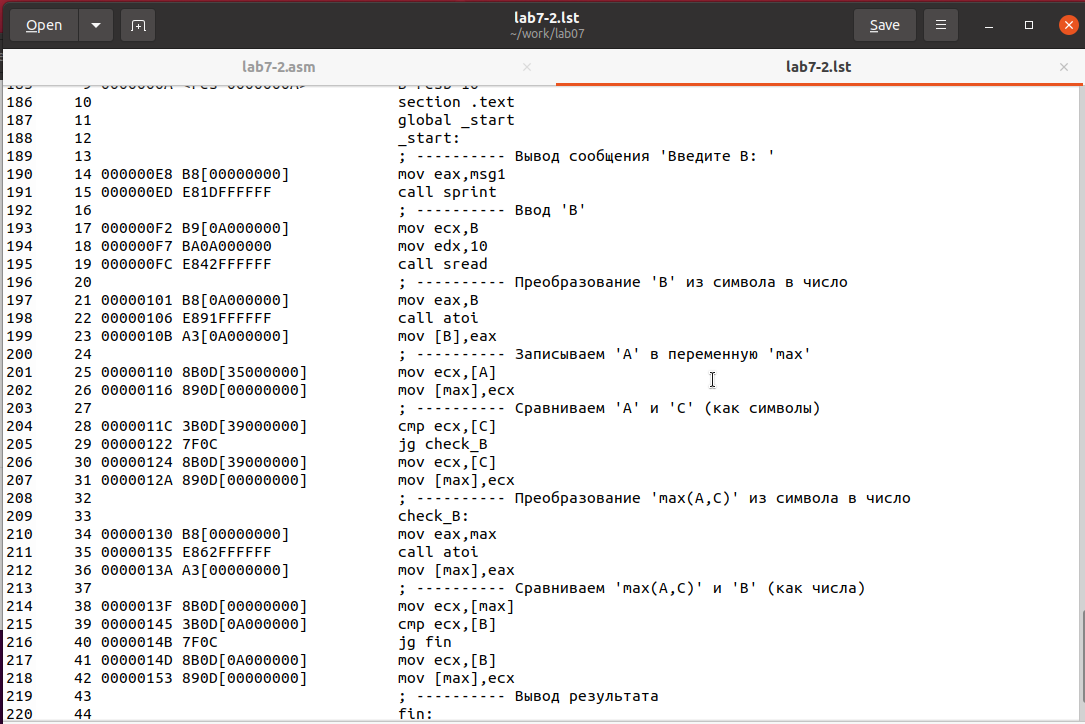 Open
lab7-2.lst
~/work/lab07
Save
lab7-2.asm
lab7-2.lst
186 10 section .text
187 11 global _start
188 12 _start:
189 13 ; ---------- Вывод сообщения 'Введите B: '
190 14 000000E8 B8[00000000] mov eax,msg1
191 15 000000ED E81DFFFFFF call sprint
192 16 ; ---------- Ввод 'B'
193 17 000000F2 B9[0A000000] mov ecx,B
194 18 000000F7 BA0A000000 mov edx,10
195 19 000000FC E842FFFFFF call sread
196 20 ; ---------- Преобразование 'B' из символа в число
197 21 00000101 B8[0A000000] mov eax,B
198 22 00000106 E891FFFFFF call atoi
199 23 0000010B A3[0A000000] mov [B],eax
200 24 ; ---------- Записываем 'A' в переменную 'max'
201 25 00000110 8B0D[35000000] mov ecx,[A]
202 26 00000116 890D[00000000] mov [max],ecx
203 27 ; ---------- Сравниваем 'A' и 'С' (как символы)
204 28 0000011C 3B0D[39000000] cmp ecx,[C]
205 29 00000122 7F0C jg check_B
206 30 00000124 8B0D[39000000] mov ecx,[C]
207 31 0000012A 890D[00000000] mov [max],ecx
208 32 ; ---------- Преобразование 'max(A,C)' из символа в число
209 33 check_B:
210 34 00000130 B8[00000000] mov eax,max
211 35 00000135 E862FFFFFF call atoi
212 36 0000013A A3[00000000] mov [max],eax
213 37 ; ---------- Сравниваем 'max(A,C)' и 'B' (как числа)
214 38 0000013F 8B0D[00000000] mov ecx,[max]
215 39 00000145 3B0D[0A000000] cmp ecx,[B]
216 40 0000014B 7F0C jg fin
217 41 0000014D 8B0D[0A000000] mov ecx,[B]
218 42 00000153 890D[00000000] mov [max],ecx
219 43 ; ---------- Вывод результата
220 44 fin: